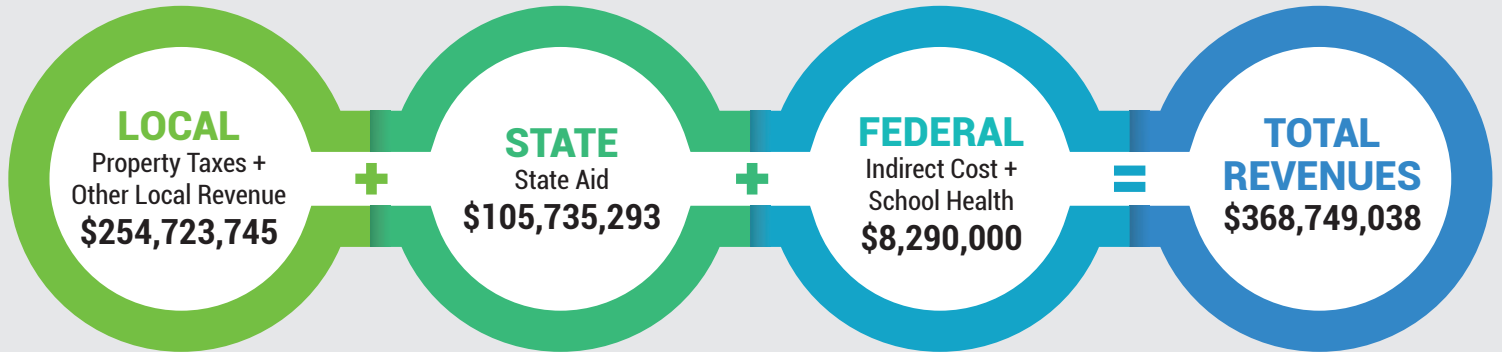 LOCAL
Property Taxes +
Other Local Revenue
$254,723,745
+
STATE
State Aid
$105,735,293
+
FEDERAL
Indirect Cost +
School Health
$8,290,000
=
TOTAL
REVENUES
$368,749,038